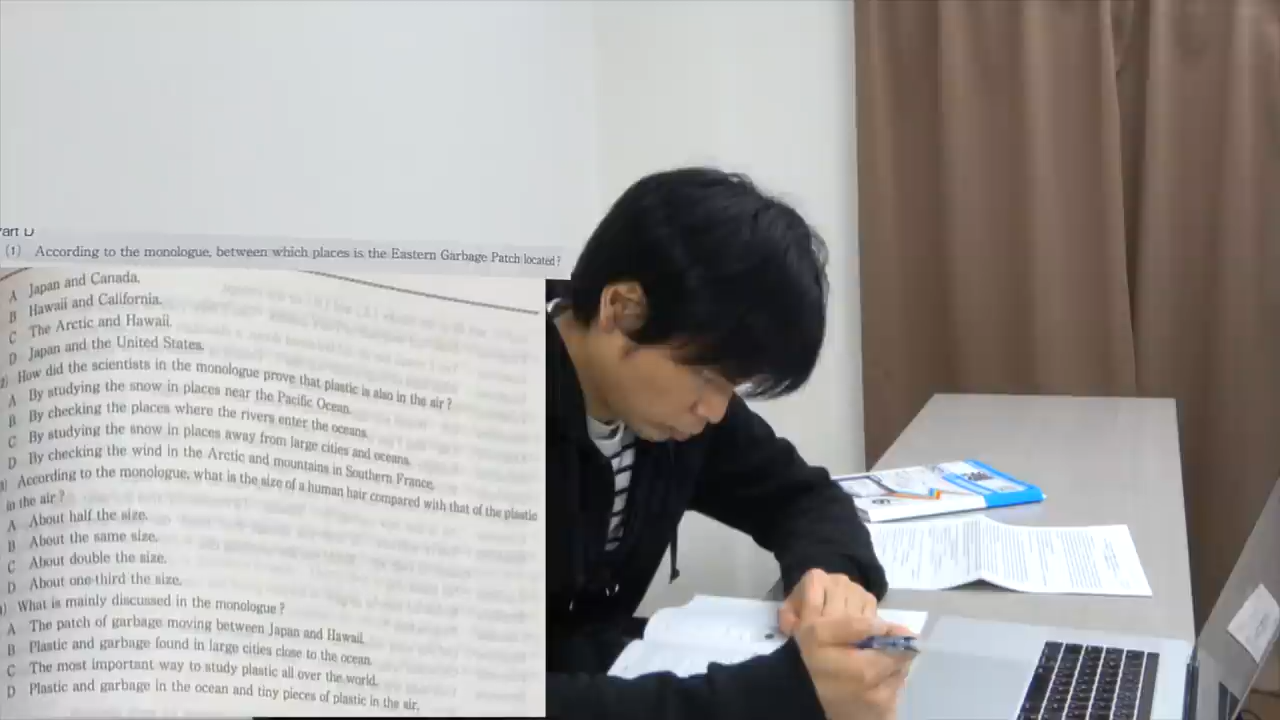 art D
(1) According to the monologue, between which places is the Eastern Garbage Patch located?
A Japan and Canada.
B Hawaii and California.
C The Arctic and Hawaii.
D Japan and the United States.
2) How did the scientists in the monologue prove that plastic is also in the air?
A By studying the snow in places near the Pacific Ocean.
B By checking the places where the rivers enter the oceans.
C By studying the snow in places away from large cities and oceans.
D By checking the wind in the Arctic and mountains in Southern France.
) According to the monologue, what is the size of a human hair compared with that of the plastic
in the air?
A About half the size.
B About the same size.
C About double the size.
D About one-third the size.
) What is mainly discussed in the monologue?
A The patch of garbage moving between Japan and Hawaii.
B Plastic and garbage found in large cities close to the ocean.
C The most important way to study plastic all over the world.
D Plastic and garbage in the ocean and tiny pieces of plastic in the air.